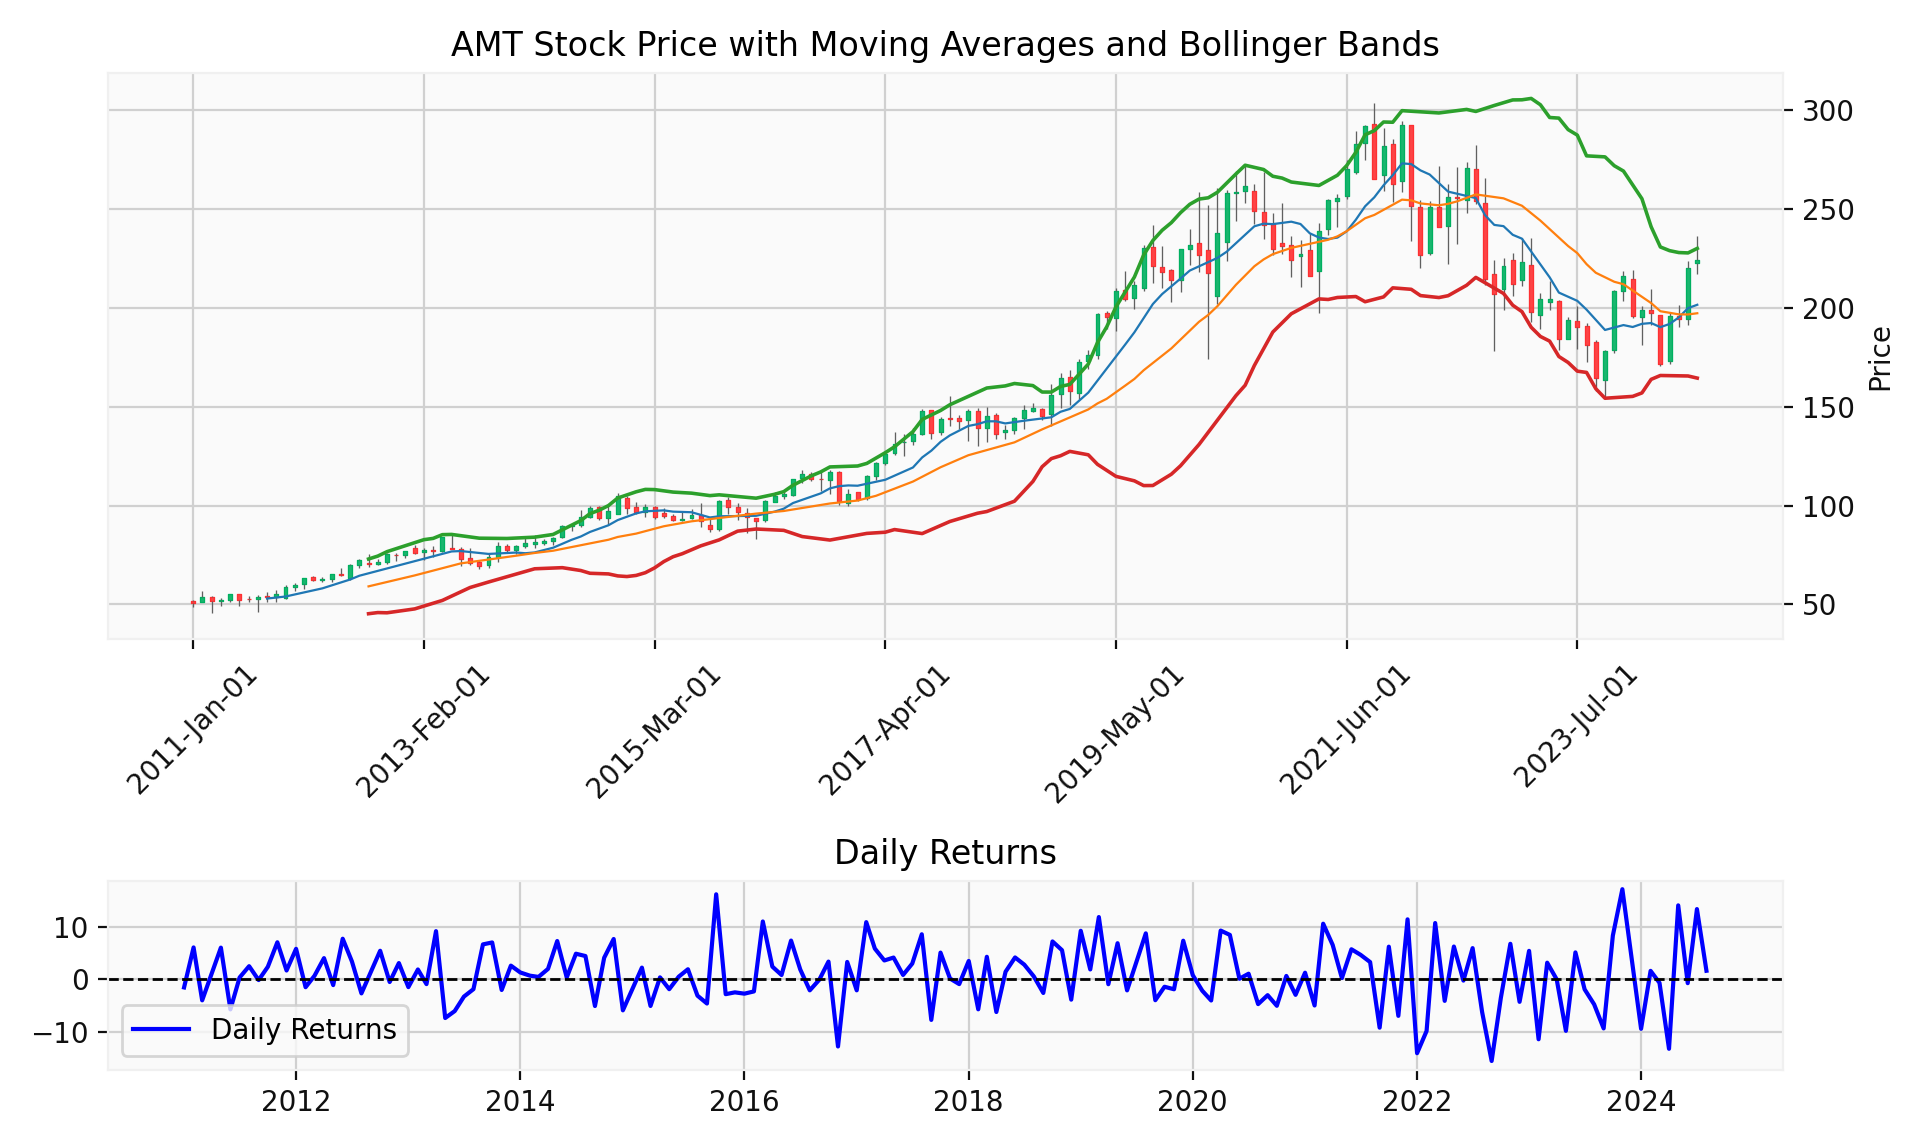 AMT Stock Price with Moving Averages and Bollinger Bands
300
250
200
150
100
50
Price
2011-Jan-01
2013-Feb-01
2015-Mar-01
2017-Apr-01
2019-May-01
2021-Jun-01
2023-Jul-01
Daily Returns
10
0
−10
Daily Returns
2012
2014
2016
2018
2020
2022
2024